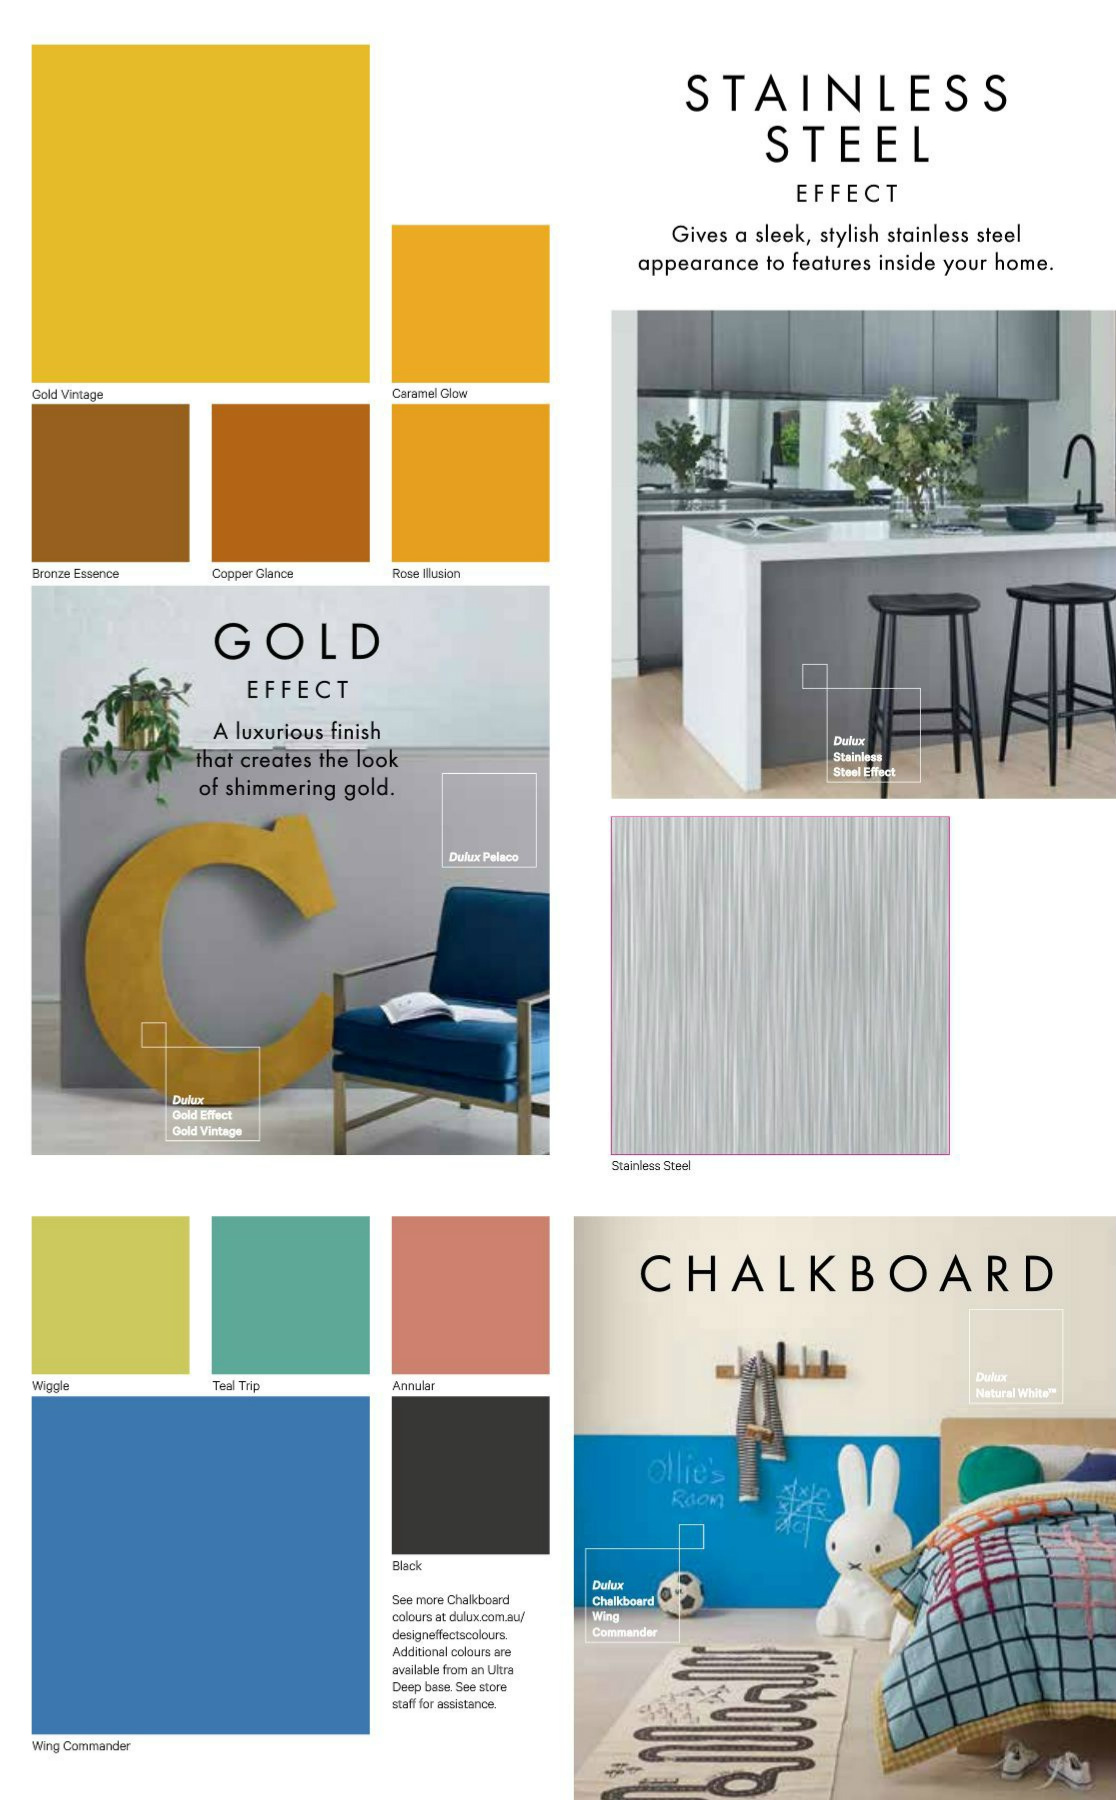 Gold Vintage
Caramel Glow
Bronze Essence
Copper Glance
Rose Illusion
GOLD
EFFECT
A luxurious finish
that creates the look
of shimmering gold.
Dulux Pelaco
Dulux
Gold Effect
Gold Vintage
STAINLESS
STEEL
EFFECT
Gives a sleek, stylish stainless steel
appearance to features inside your home.
Dulux
Stainless
Steel Effect
Stainless Steel
Wiggle
Teal Trip
Annular
Wing Commander
Black
See more Chalkboard
colours at dulux.com.au/
designeffectscolours.
Additional colours are
available from an Ultra
Deep base. See store
staff for assistance.
CHALKBOARD
Dulux
Natural White™
Ollie's
Room
Dulux
Chalkboard
Wing
Commander